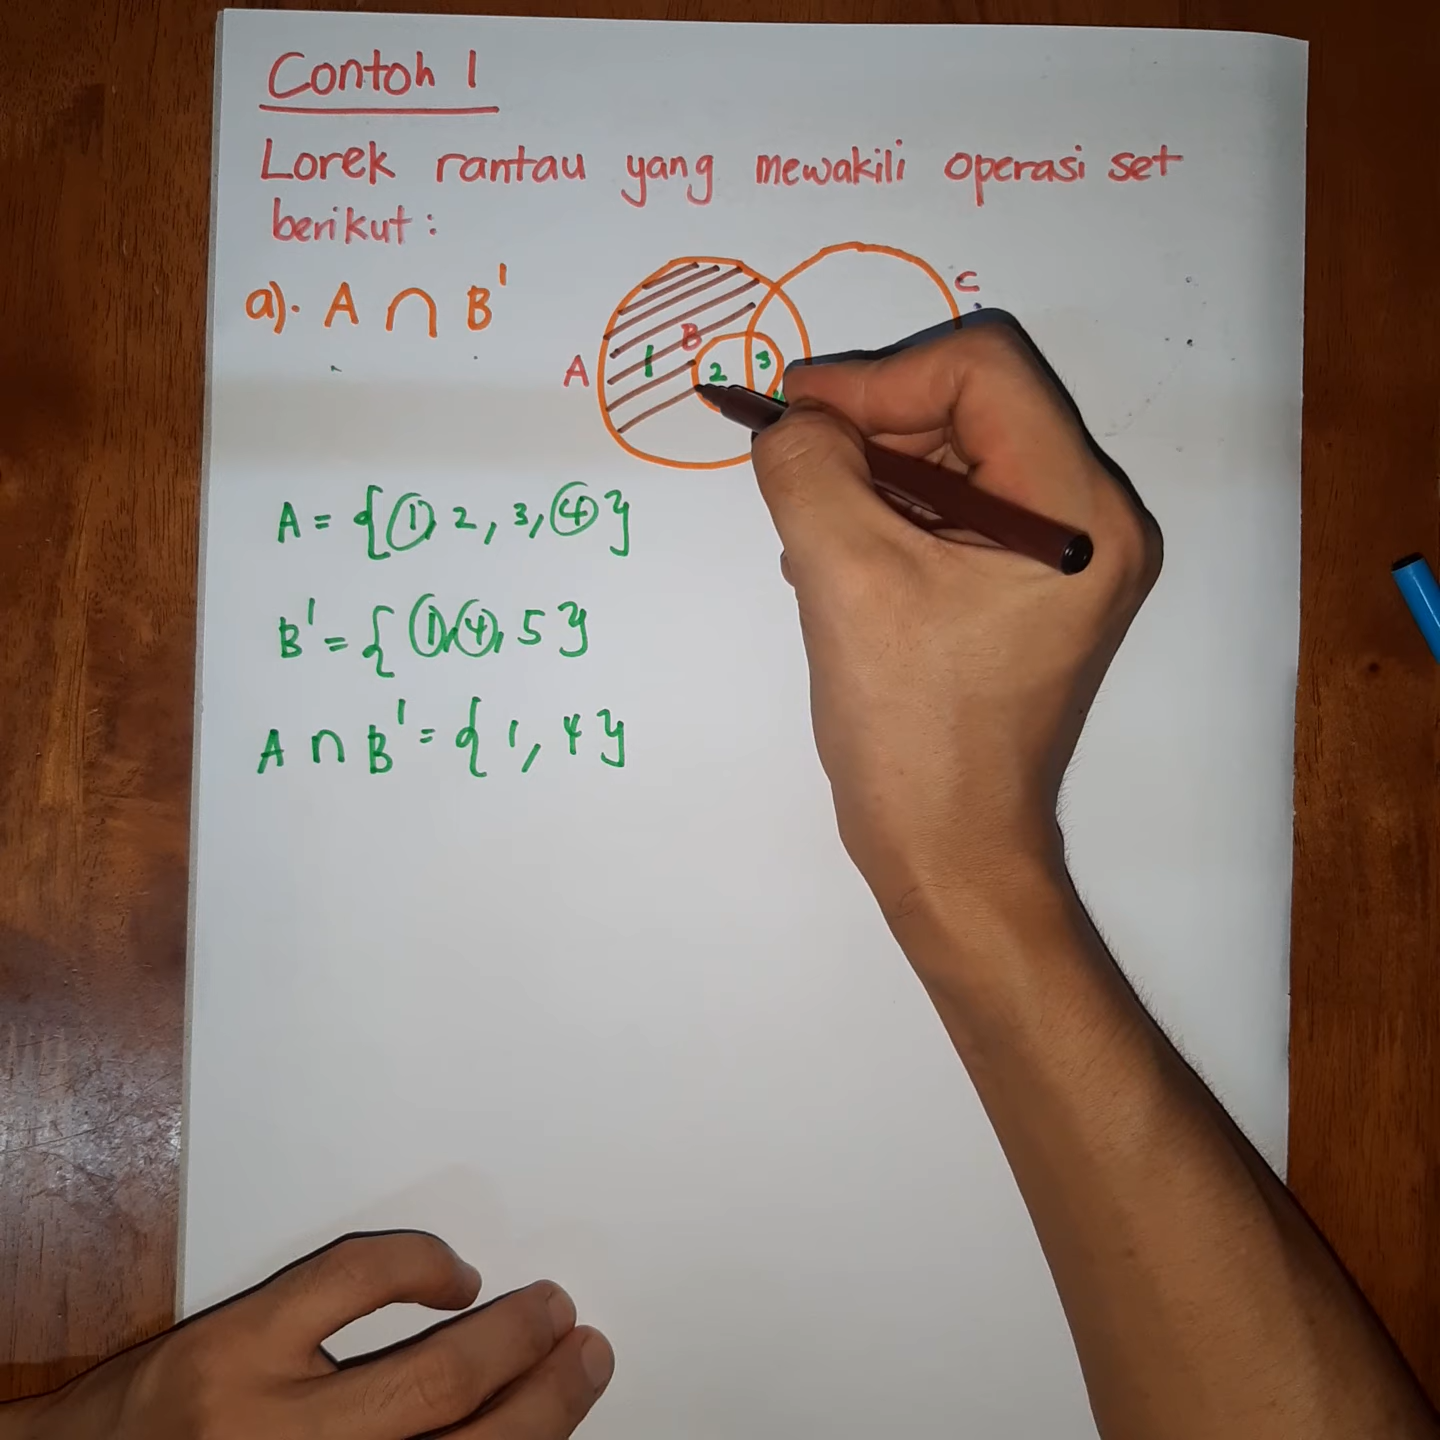 Contoh 1
Lorek rantau yang mewakili operasi set
berikut:
a). A ∩ B'
C
B
A
1
2
3
A = {1, 2, 3, 4}
B' = {1, 4, 5}
A ∩ B' = {1, 4}